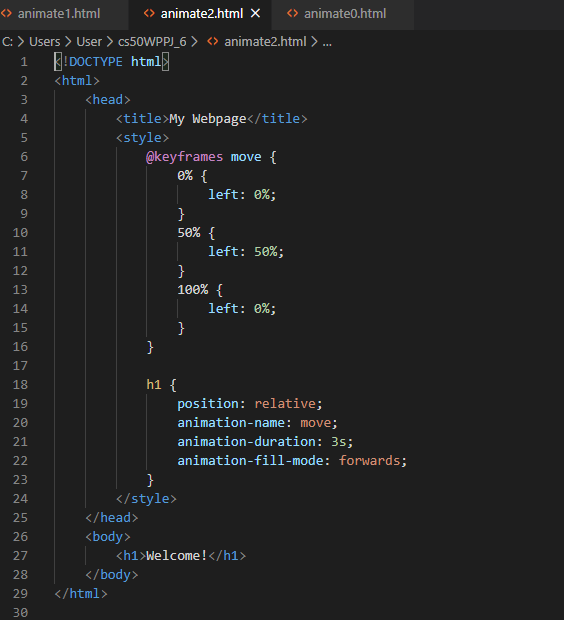 animate1.html animate2.html animate0.html
C: > Users > User > cs50WPPJ_6 > animate2.html > ...
1 <!DOCTYPE html>
2 <html>
3     <head>
4         <title>My Webpage</title>
5         <style>
6             @keyframes move {
7                 0% {
8                     left: 0%;
9                 }
10                 50% {
11                     left: 50%;
12                 }
13                 100% {
14                     left: 0%;
15                 }
16             }
17
18             h1 {
19                 position: relative;
20                 animation-name: move;
21                 animation-duration: 3s;
22                 animation-fill-mode: forwards;
23             }
24         </style>
25     </head>
26     <body>
27         <h1>Welcome!</h1>
28     </body>
29 </html>
30